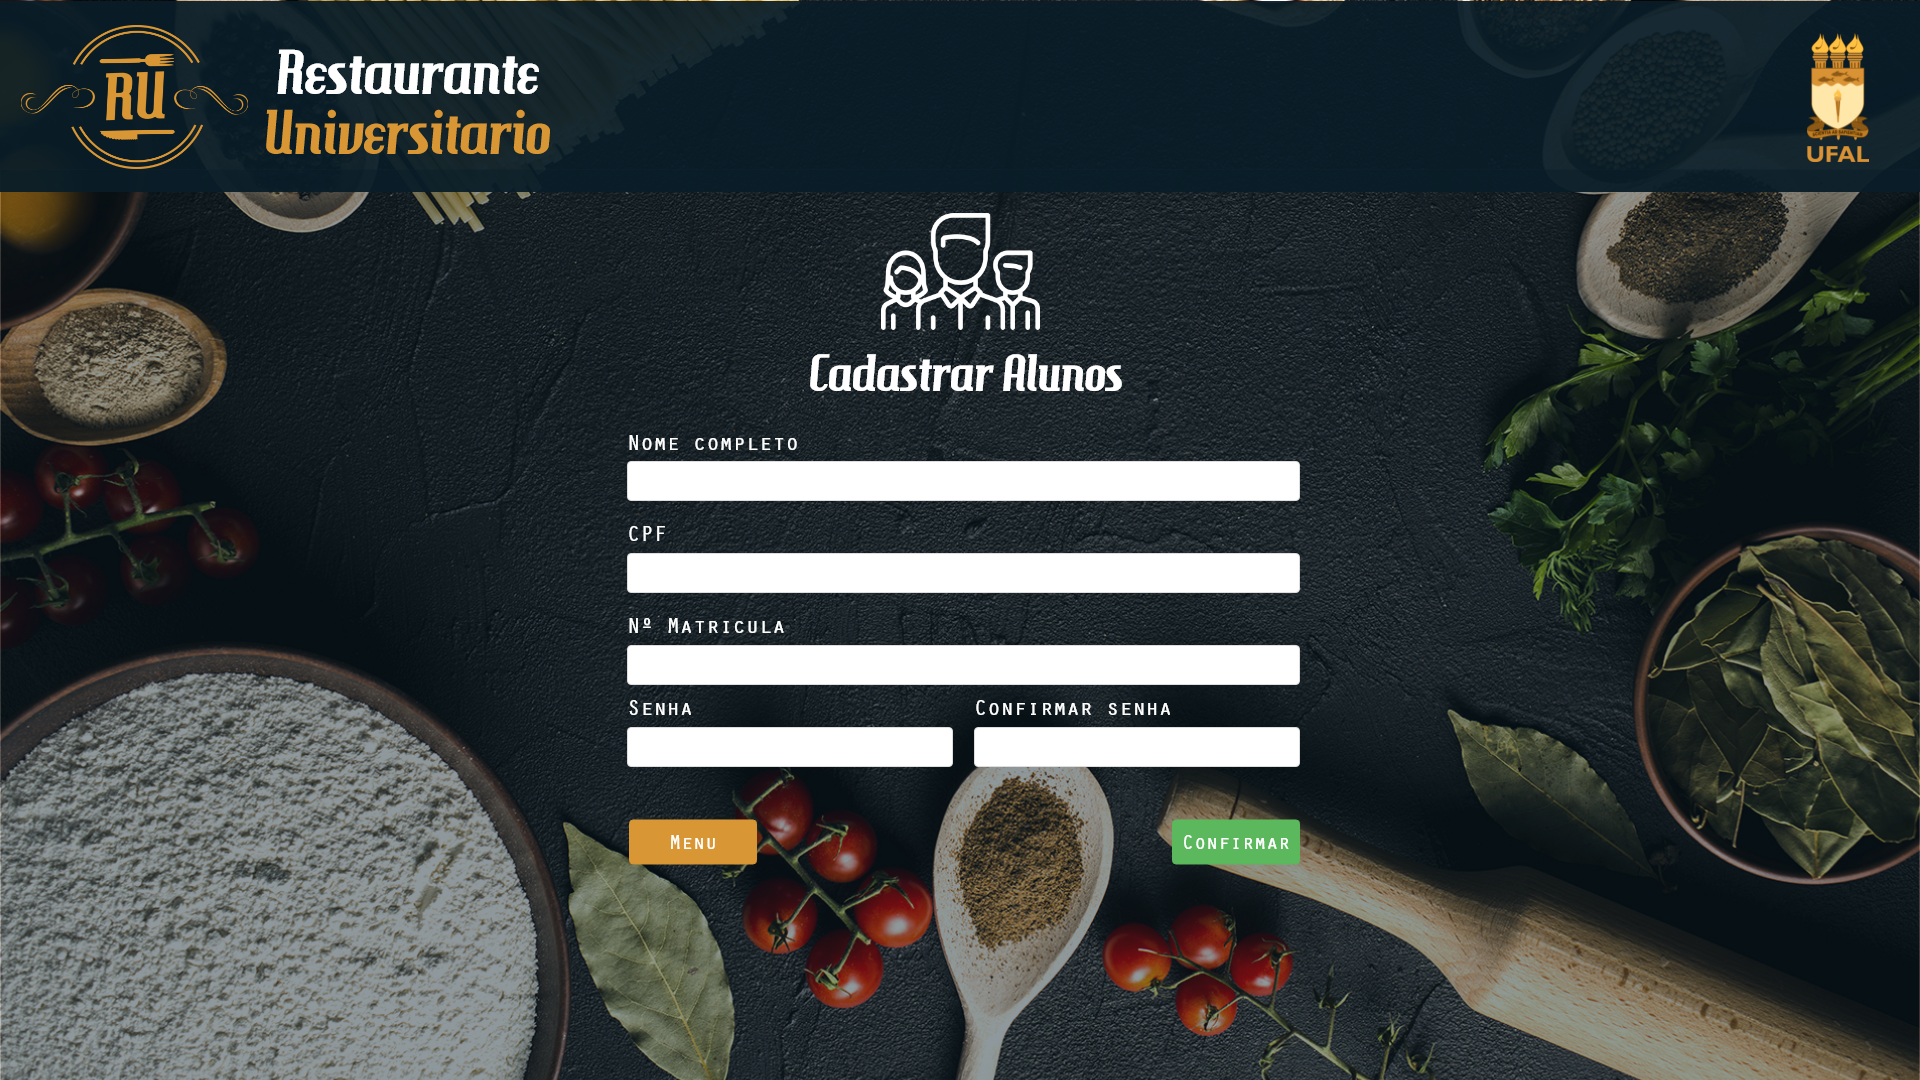 RU
Restaurante
Universitario
UFAL
Cadastrar Alunos
Nome completo
CPF
Nº Matricula
Senha
Confirmar senha
Menu
Confirmar